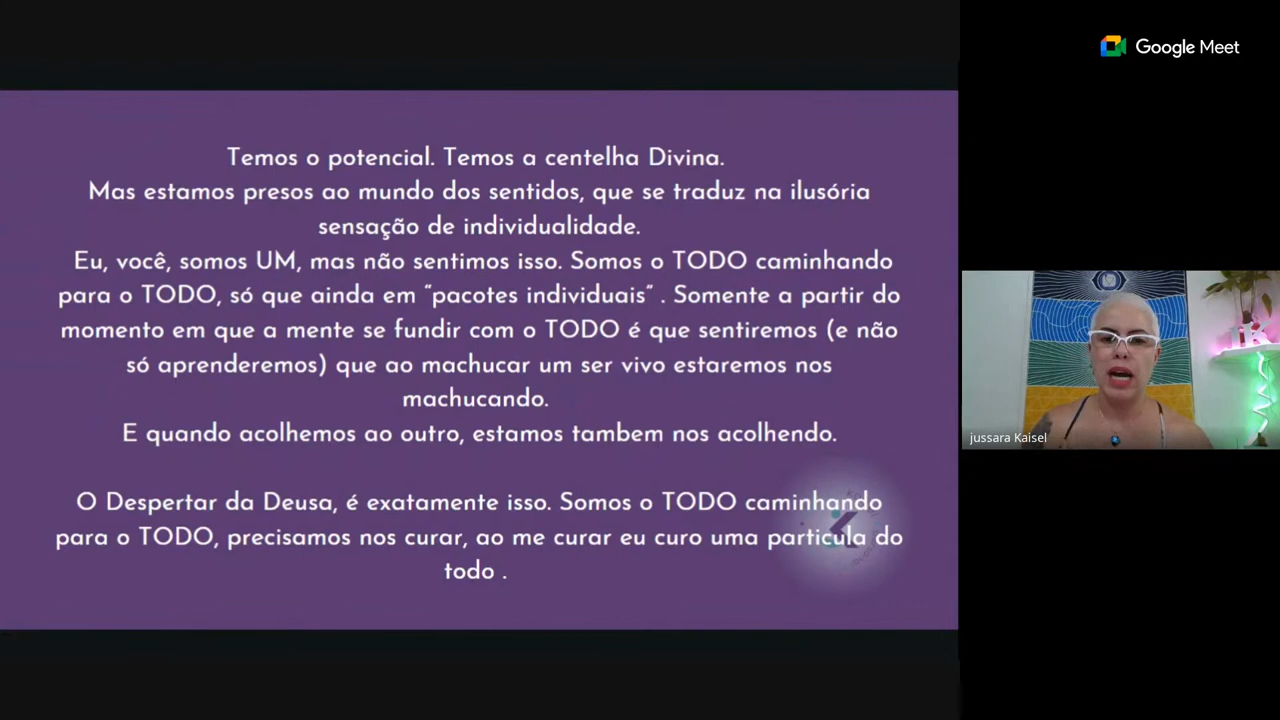 Google Meet
Temos o potencial. Temos a centelha Divina.
Mas estamos presos ao mundo dos sentidos, que se traduz na ilusória
sensação de individualidade.
Eu, você, somos UM, mas não sentimos isso. Somos o TODO caminhando
para o TODO, só que ainda em “pacotes individuais” . Somente a partir do
momento em que a mente se fundir com o TODO é que sentiremos (e não
só aprenderemos) que ao machucar um ser vivo estaremos nos
machucando.
E quando acolhemos ao outro, estamos tambem nos acolhendo.
O Despertar da Deusa, é exatamente isso. Somos o TODO caminhando
para o TODO, precisamos nos curar, ao me curar eu curo uma particula do
todo .
jussara Kaisel